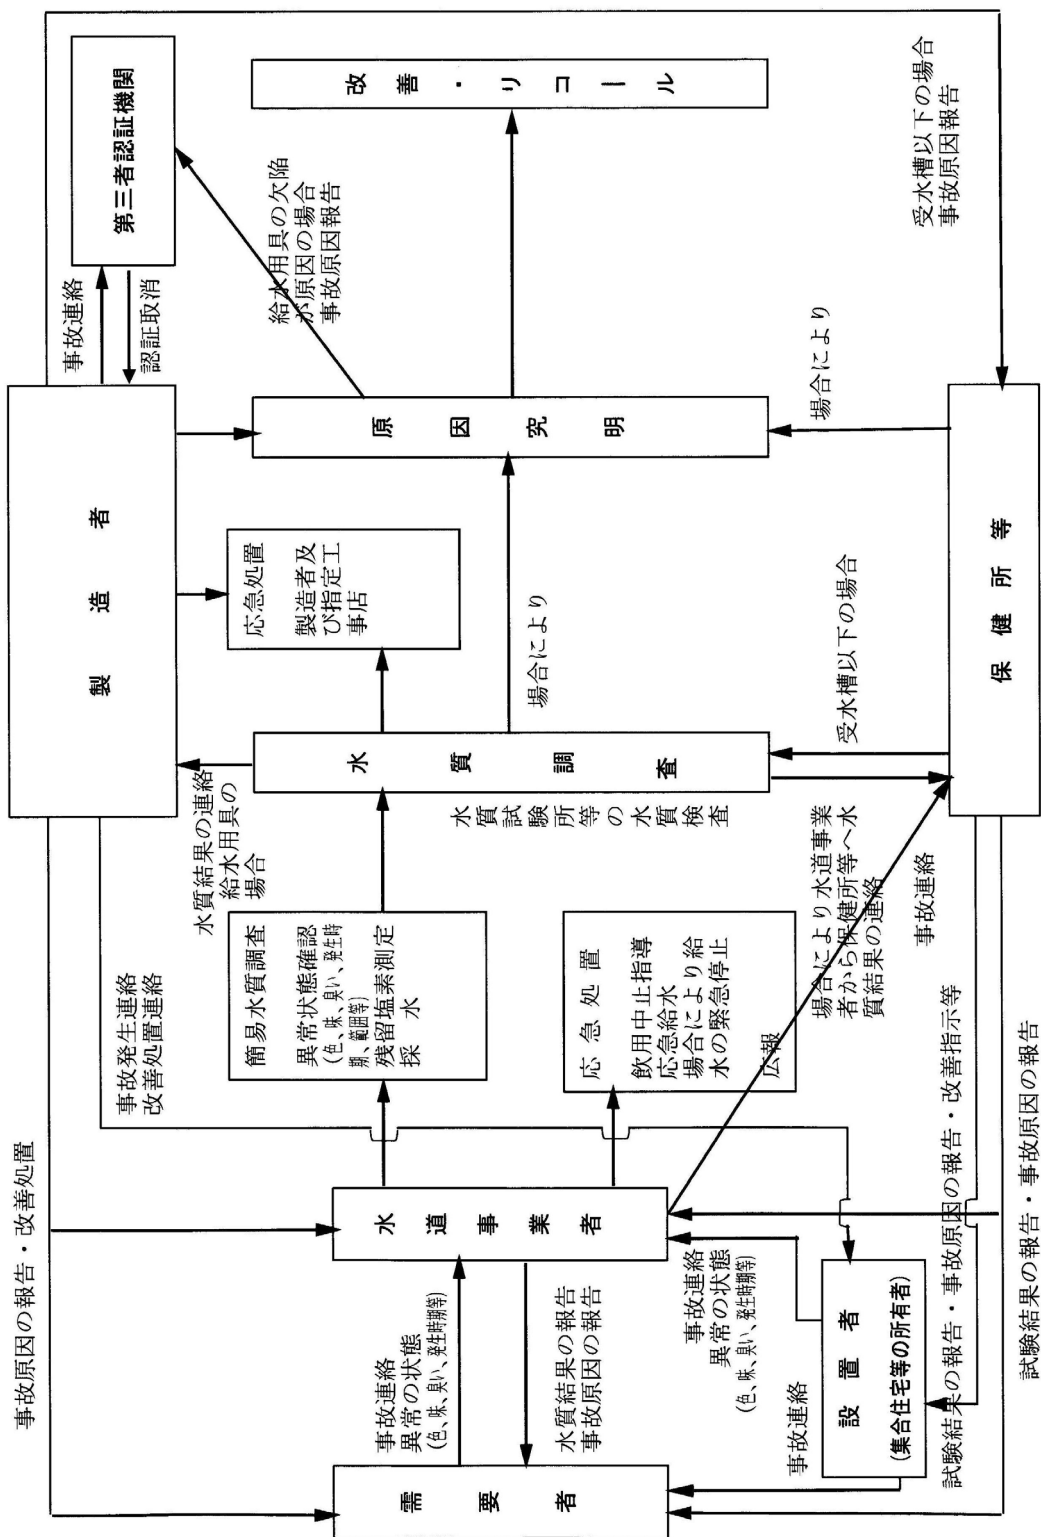 事故原因の報告・改善処置
事故発生連絡
改善処置連絡
製造者
事故連絡
認証取消
第三者認証機関
水質結果の連絡
給水用具の
場合
給水用具の欠陥
が原因の場合
事故原因報告
需要者
事故連絡
異常の状態
(色、味、臭い、発生時期等)
水質結果の報告
事故原因の報告
水道事業者
簡易水質調査
異常状態確認
(色、味、臭い、発生時
期、範囲等)
残留塩素測定
採水
水質調査
水質試験所等の水質検査
応急処置
製造者及
び指定工
事店
場合により
原因究明
改善・リコール
応急処置
飲用中止指導
応急給水
場合により給
水の緊急停止
広報
事故連絡
異常の状態
(色、味、臭い、発生時期等)
事故連絡
設置者
(集合住宅等の所有者)
場合により水道事業
者から保健所等へ水
質結果の連絡
事故連絡
受水槽以下の場合
場合により
受水槽以下の場合
事故原因報告
保健所等
試験結果の報告・事故原因の報告・改善指示等
試験結果の報告・事故原因の報告